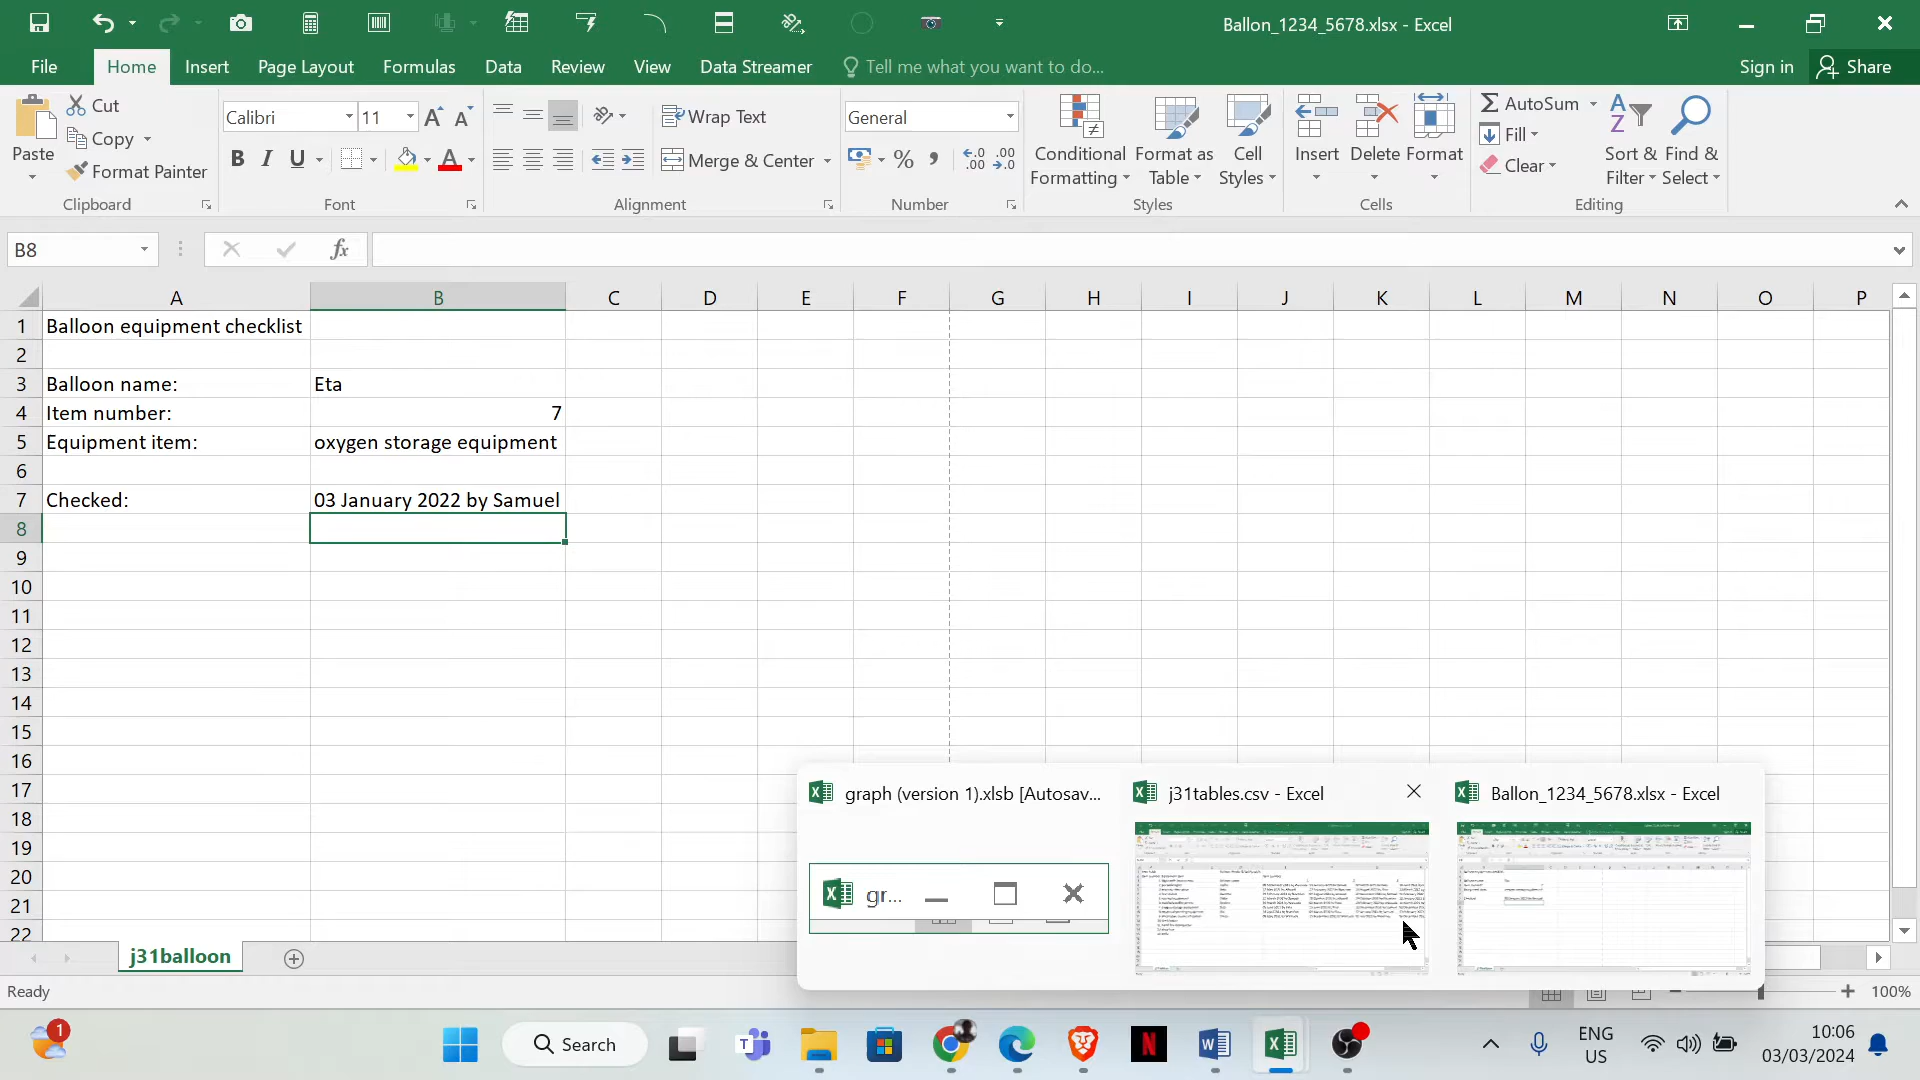 Ballon_1234_5678.xlsx - Excel
File Home Insert Page Layout Formulas Data Review View Data Streamer Tell me what you want to do... Sign in Share
Paste
Cut
Copy
Format Painter
Clipboard
Calibri 11
B I U
Font
Wrap Text
Merge & Center
Alignment
General
Number
Conditional Formatting
Format as Table
Cell Styles
Styles
Insert Delete Format
Cells
AutoSum
Fill
Clear
Sort & Filter
Find & Select
Editing
B8 fx
A B C D E F G H I J K L M N O P
1 Balloon equipment checklist
2
3 Balloon name: Eta
4 Item number: 7
5 Equipment item: oxygen storage equipment
6
7 Checked: 03 January 2022 by Samuel
8
9
10
11
12
13
14
15
16
17
18
19
20
21
22
graph (version 1).xlsb [Autosav...
j31tables.csv - Excel
Ballon_1234_5678.xlsx - Excel
gr...
j31balloon
Ready 100%
1 Search ENG US 10:06 03/03/2024